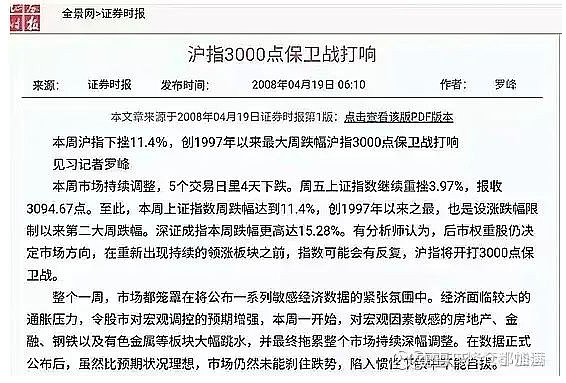 证券
时报
金景网>证券时报
沪指3000点保卫战打响
来源： 证券时报 发布时间： 2008年04月19日 06:10 作者： 罗峰
本文章来源于2008年04月19日证券时报第1版：点击查看该版PDF版本
本周沪指下挫11.4%，创1997年以来最大周跌幅沪指3000点保卫战打响
见习记者罗峰
本周市场持续调整，5个交易日里4天下跌。周五上证指数继续重挫3.97%，报收
3094.67点。至此，本周上证指数周跌幅达到11.4%，创1997年以来之最，也是设涨跌幅
限制以来第二大周跌幅。深证成指本周跌幅更高达15.28%。有分析师认为，后市权重股仍决
定市场方向，在重新出现持续的领涨板块之前，指数可能会有反复，沪指将开打3000点保
卫战。
整个一周，市场都笼罩在将公布一系列敏感经济数据的紧张氛围中。经济面临较大的
通胀压力，令股市对宏观调控的预期增强，本周一开始，对宏观因素敏感的房地产、金
融、钢铁以及有色金属等板块大幅跳水，并最终拖累整个市场持续深幅调整。在数据正式
公布后，虽然比预期状况理想，市场仍然未能刹住跌势，陷入惯性下跌中不能自拔。